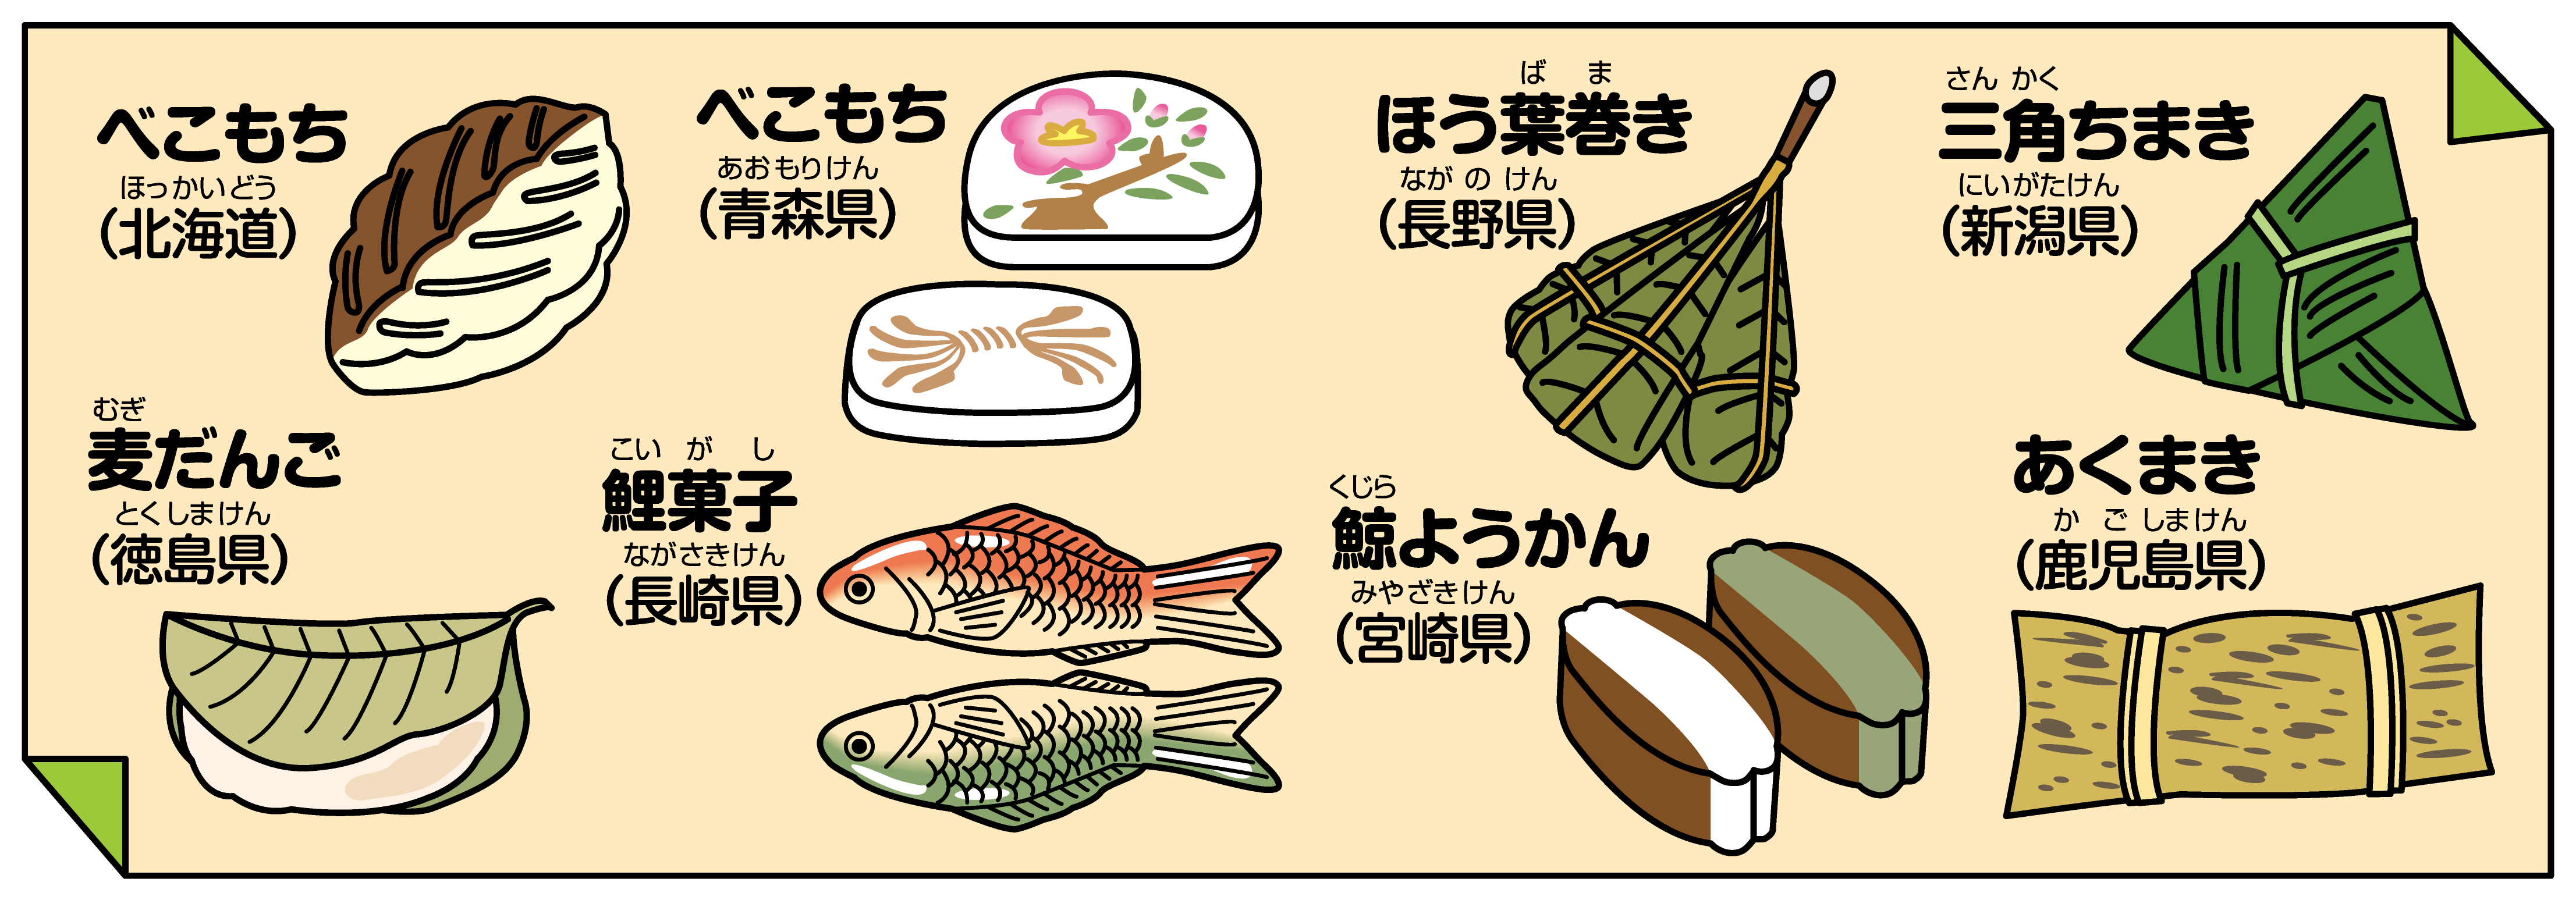 べこもち
ほっかいどう
（北海道）
べこもち
あおもりけん
（青森県）
ばま
ほう葉巻き
ながのけん
（長野県）
さんかく
三角ちまき
にいがたけん
（新潟県）
むぎ
麦だんご
とくしまけん
（徳島県）
こいがし
鯉菓子
ながさきけん
（長崎県）
くじら
鯨ようかん
みやざきけん
（宮崎県）
あくまき
かごしまけん
（鹿児島県）